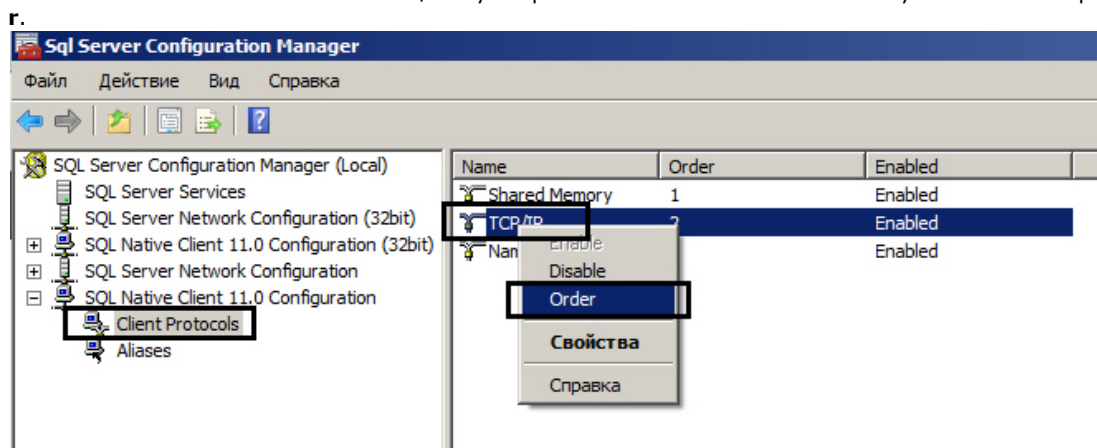 r.
Sql Server Configuration Manager
Файл Действие Вид Справка
SQL Server Configuration Manager (Local)
SQL Server Services
SQL Server Network Configuration (32bit)
SQL Native Client 11.0 Configuration (32bit)
SQL Server Network Configuration
SQL Native Client 11.0 Configuration
Client Protocols
Aliases
Name Order Enabled
Shared Memory 1 Enabled
TCP/IP 2 Enabled
Nam Enabled
Enable
Disable
Order
Свойства
Справка